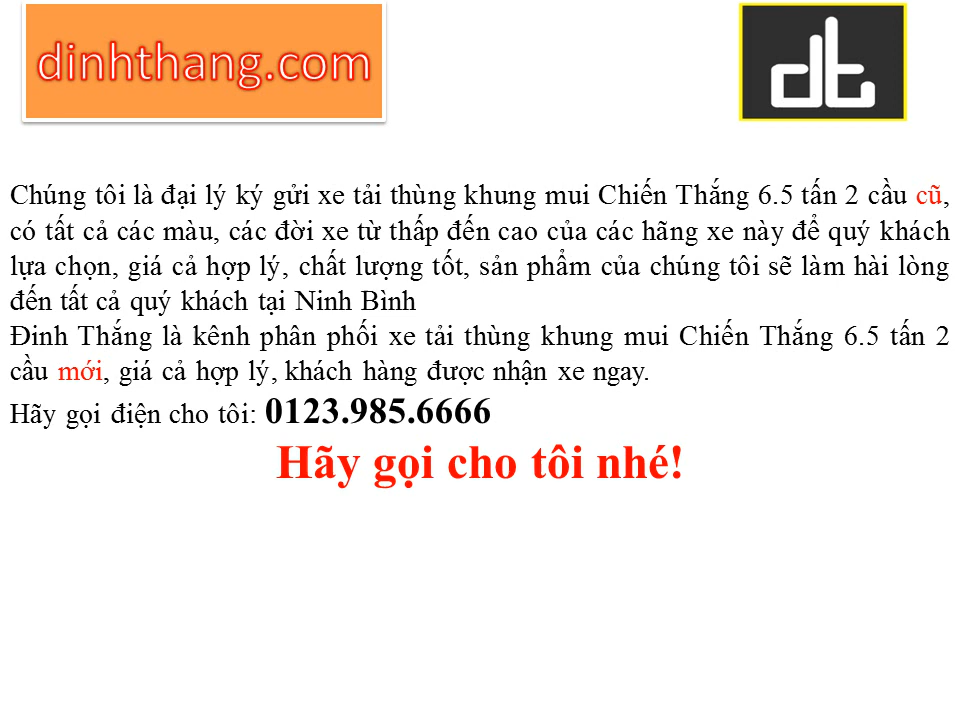 dinhthang.com
dt
Chúng tôi là đại lý ký gửi xe tải thùng khung mui Chiến Thắng 6.5 tấn 2 cầu cũ,
có tất cả các màu, các đời xe từ thấp đến cao của các hãng xe này để quý khách
lựa chọn, giá cả hợp lý, chất lượng tốt, sản phẩm của chúng tôi sẽ làm hài lòng
đến tất cả quý khách tại Ninh Bình
Đinh Thắng là kênh phân phối xe tải thùng khung mui Chiến Thắng 6.5 tấn 2
cầu mới, giá cả hợp lý, khách hàng được nhận xe ngay.
Hãy gọi điện cho tôi: 0123.985.6666
Hãy gọi cho tôi nhé!